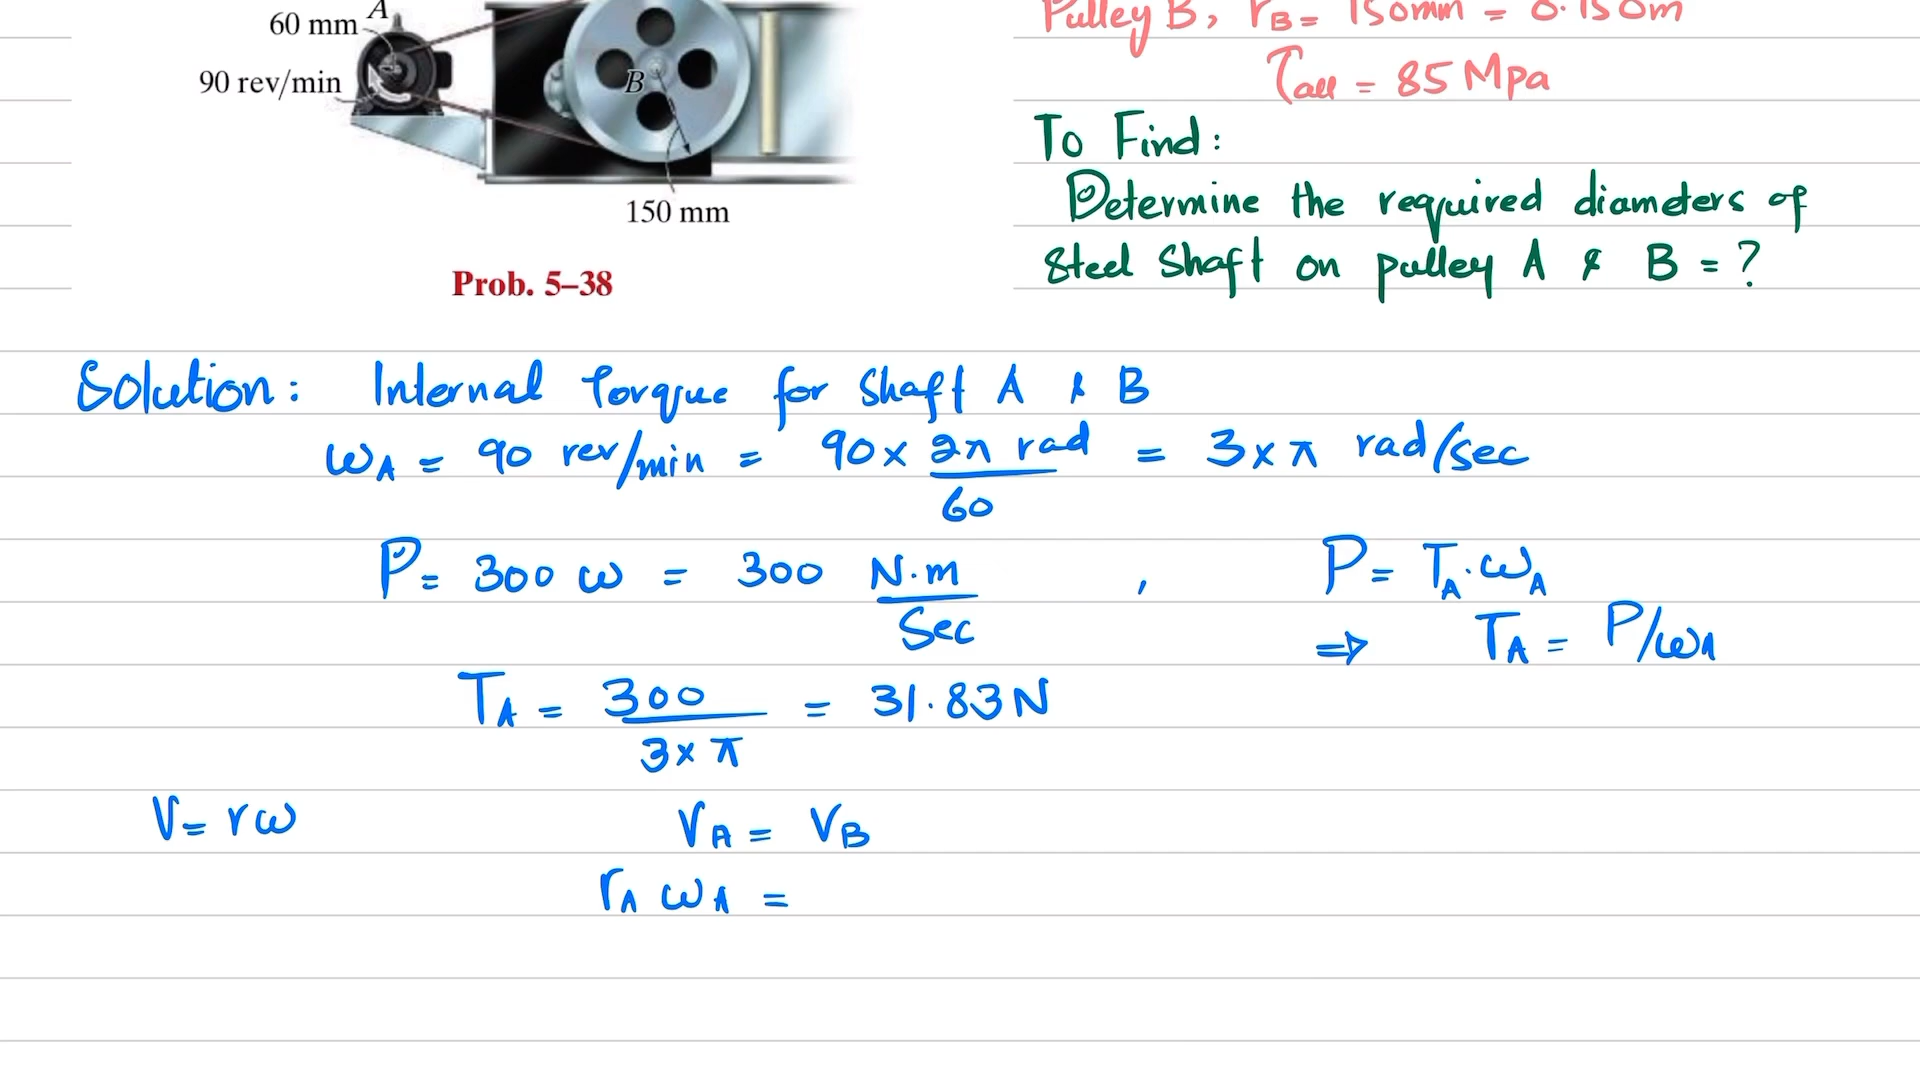 60 mm A
90 rev/min
B
150 mm
Prob. 5–38
Pulley B, rB = 150mm = 0.150m
τall = 85 Mpa
To Find:
Determine the required diameters of
Steel Shaft on pulley A & B = ?
Solution: Internal Torque for Shaft A & B
ωA = 90 rev/min = 90 x 2π rad / 60 = 3 x π rad/sec
P = 300 W = 300 N.m / Sec , P = TA . ωA
⇒ TA = P/ωA
TA = 300 / 3 x π = 31.83 N
V = rω VA = VB
rA ωA =